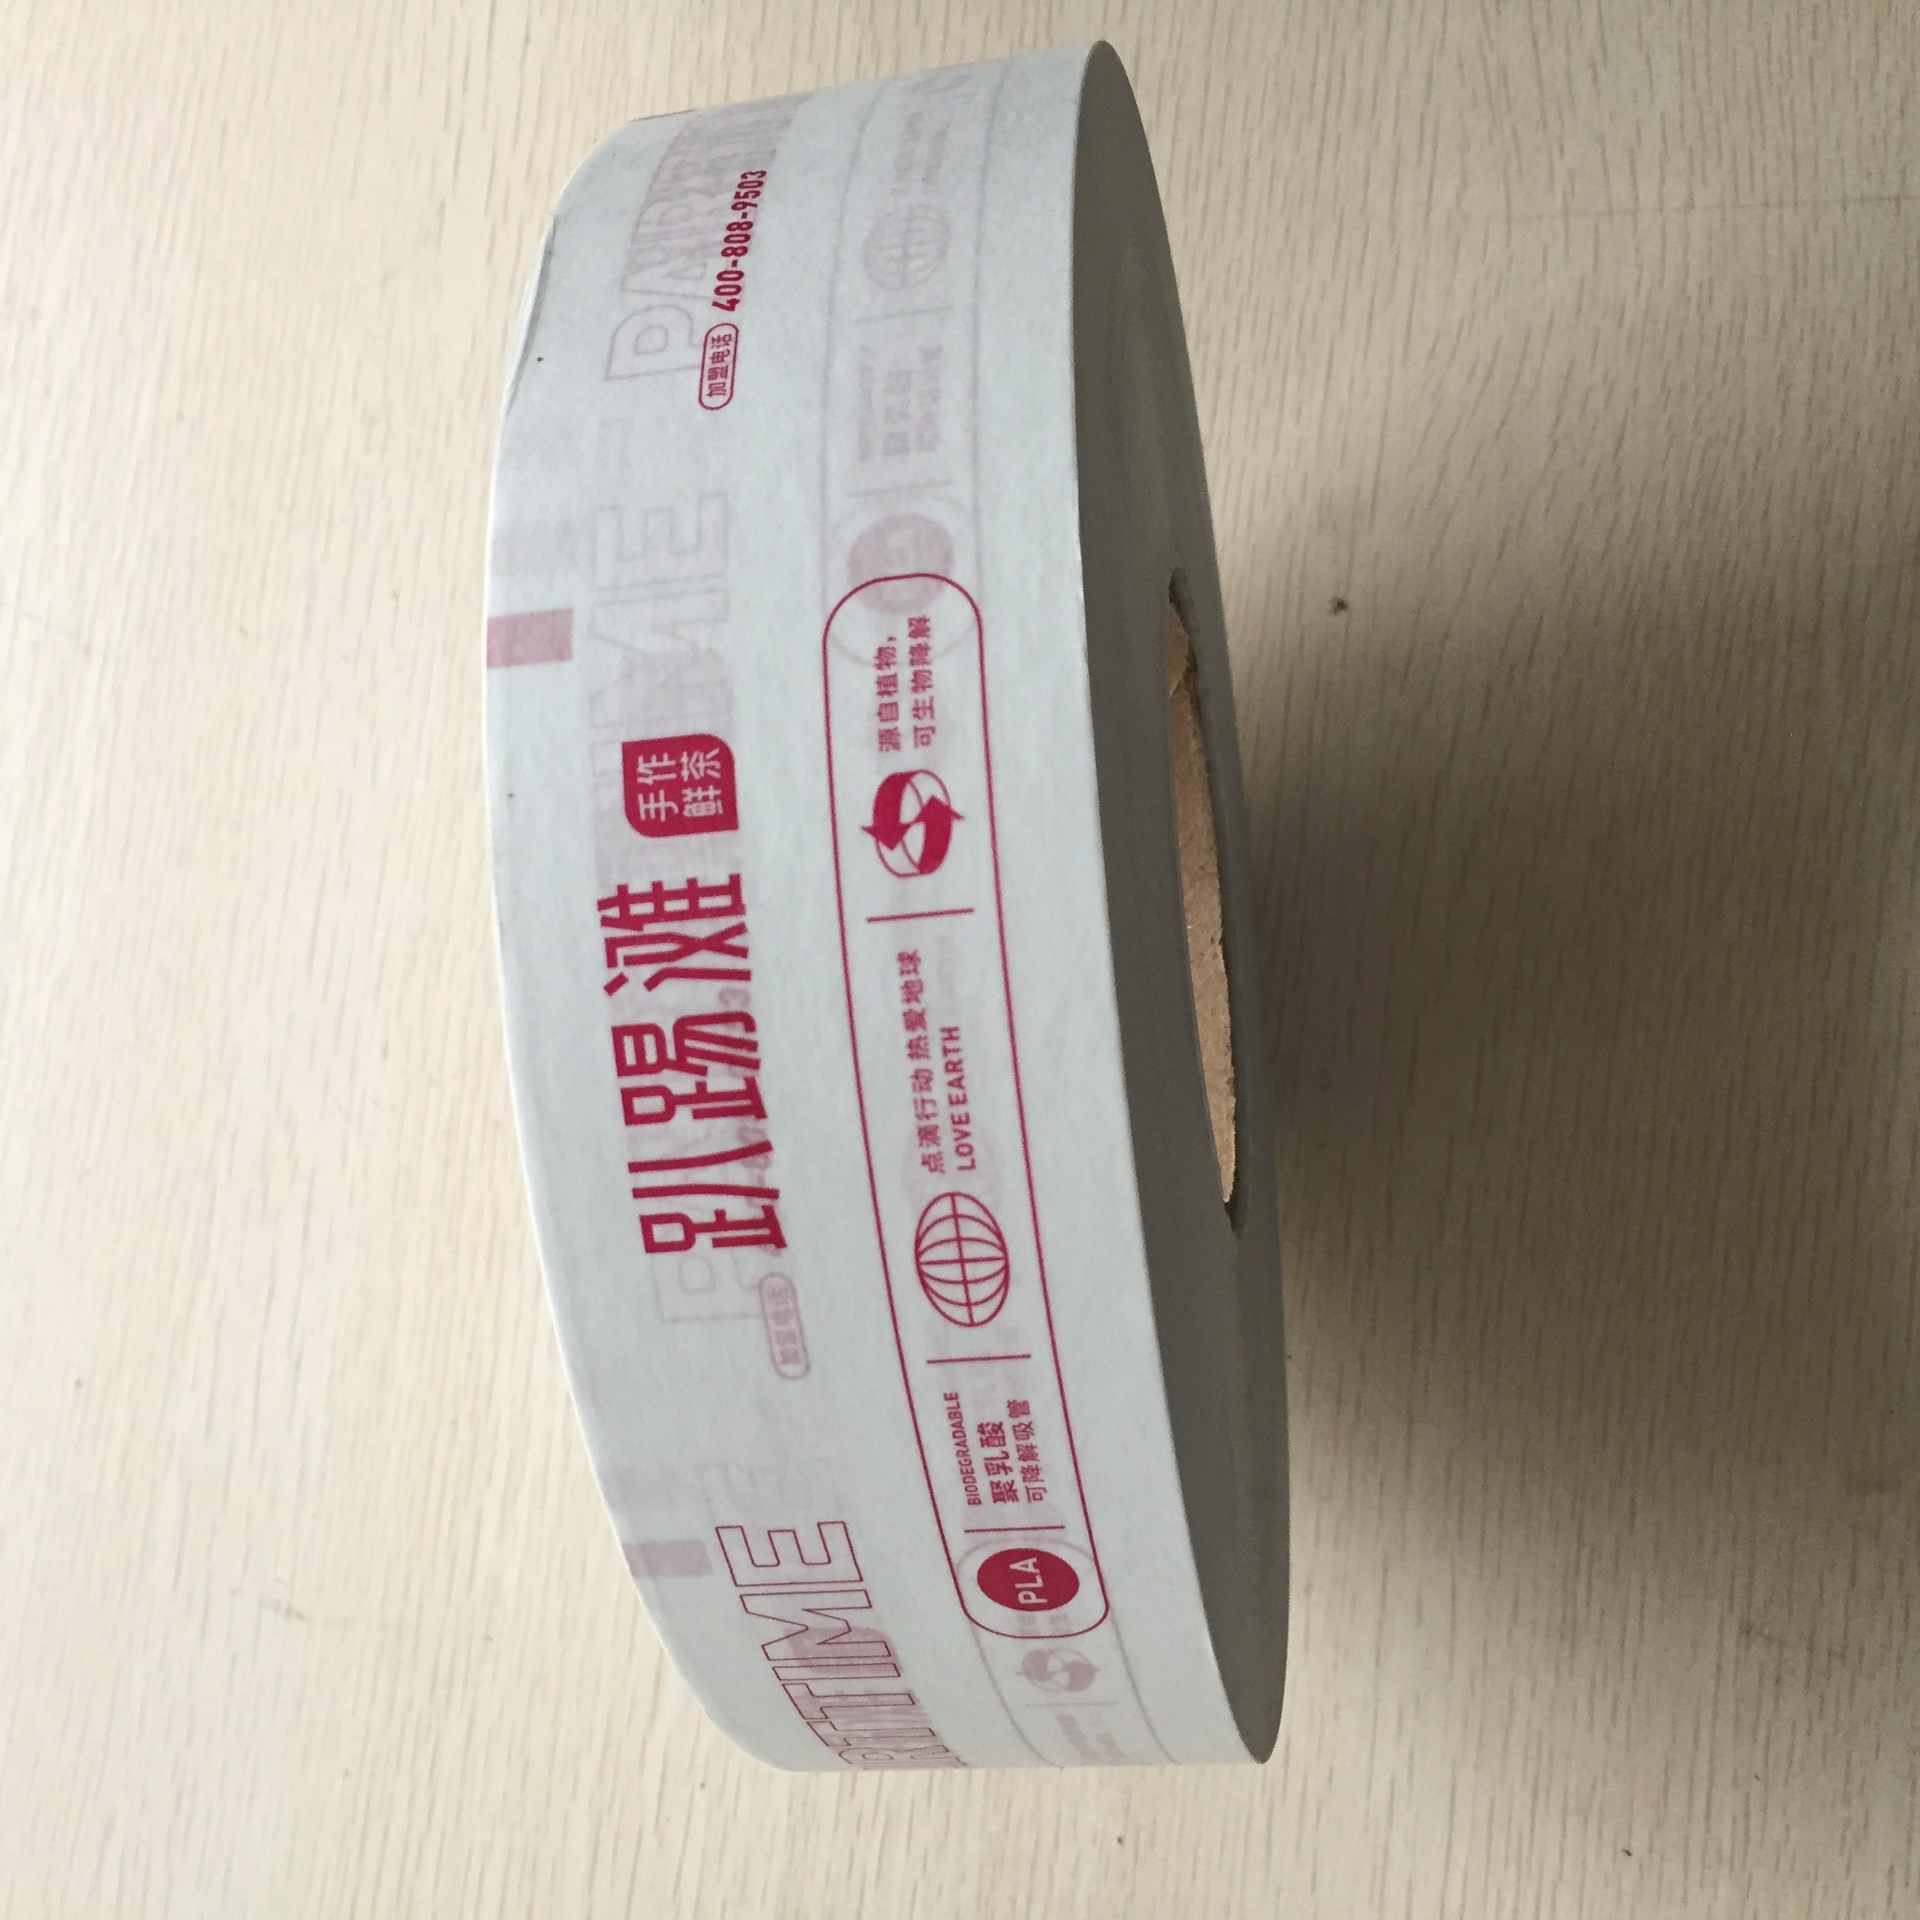 RTTIME
趴踢滩
手作
鲜茶
加盟电话 400-808-9503
PLA
BIODEGRADABLE
聚乳酸
可降解吸管
点滴行动 热爱地球
LOVE EARTH
源自植物，
可生物降解